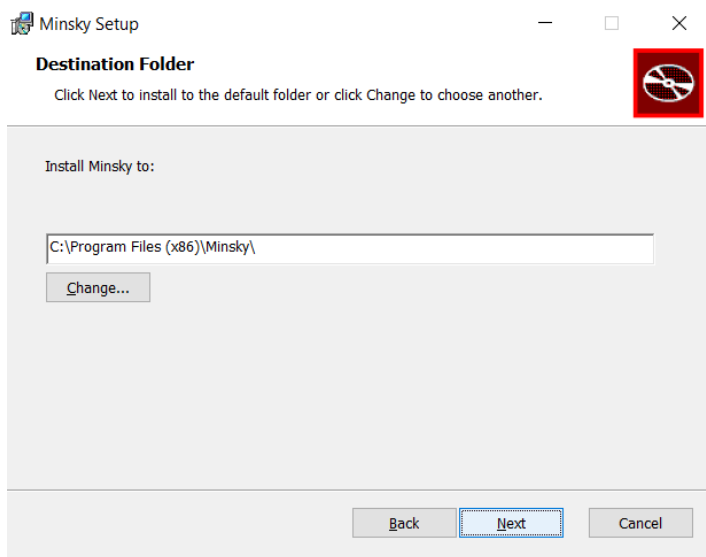 Minsky Setup
Destination Folder
Click Next to install to the default folder or click Change to choose another.
Install Minsky to:
C:\Program Files (x86)\Minsky\
Change...
Back Next Cancel